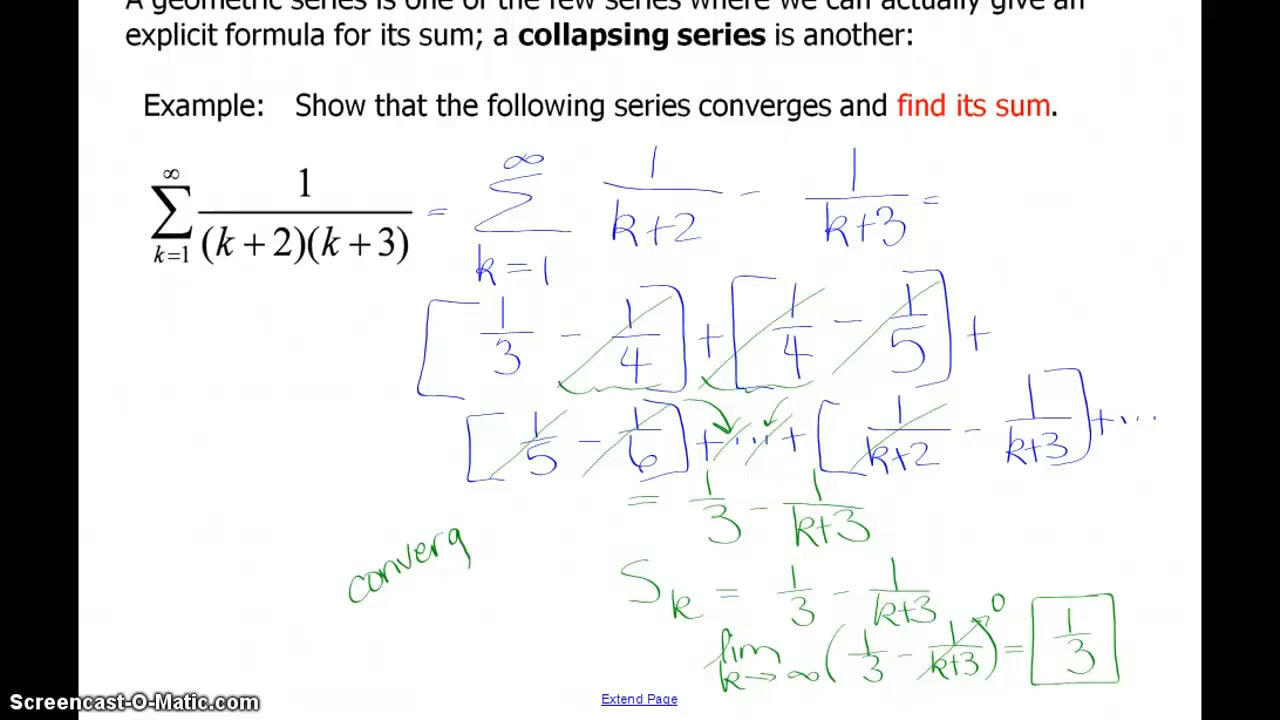 A geometric series is one of the few series where we can actually give an
explicit formula for its sum; a collapsing series is another:
Example: Show that the following series converges and find its sum.
∞ ∑ k=1 1/((k+2)(k+3)) = ∞ ∑ k=1 1/(k+2) - 1/(k+3) =
[1/3 - 1/4] + [1/4 - 1/5] +
[1/5 - 1/6] + ... + [1/(k+2) - 1/(k+3)] + ...
= 1/3 - 1/(k+3)
converg
S_k = 1/3 - 1/(k+3)
lim k→∞ (1/3 - 1/(k+3)) 0 = 1/3
Extend Page
Screencast-O-Matic.com